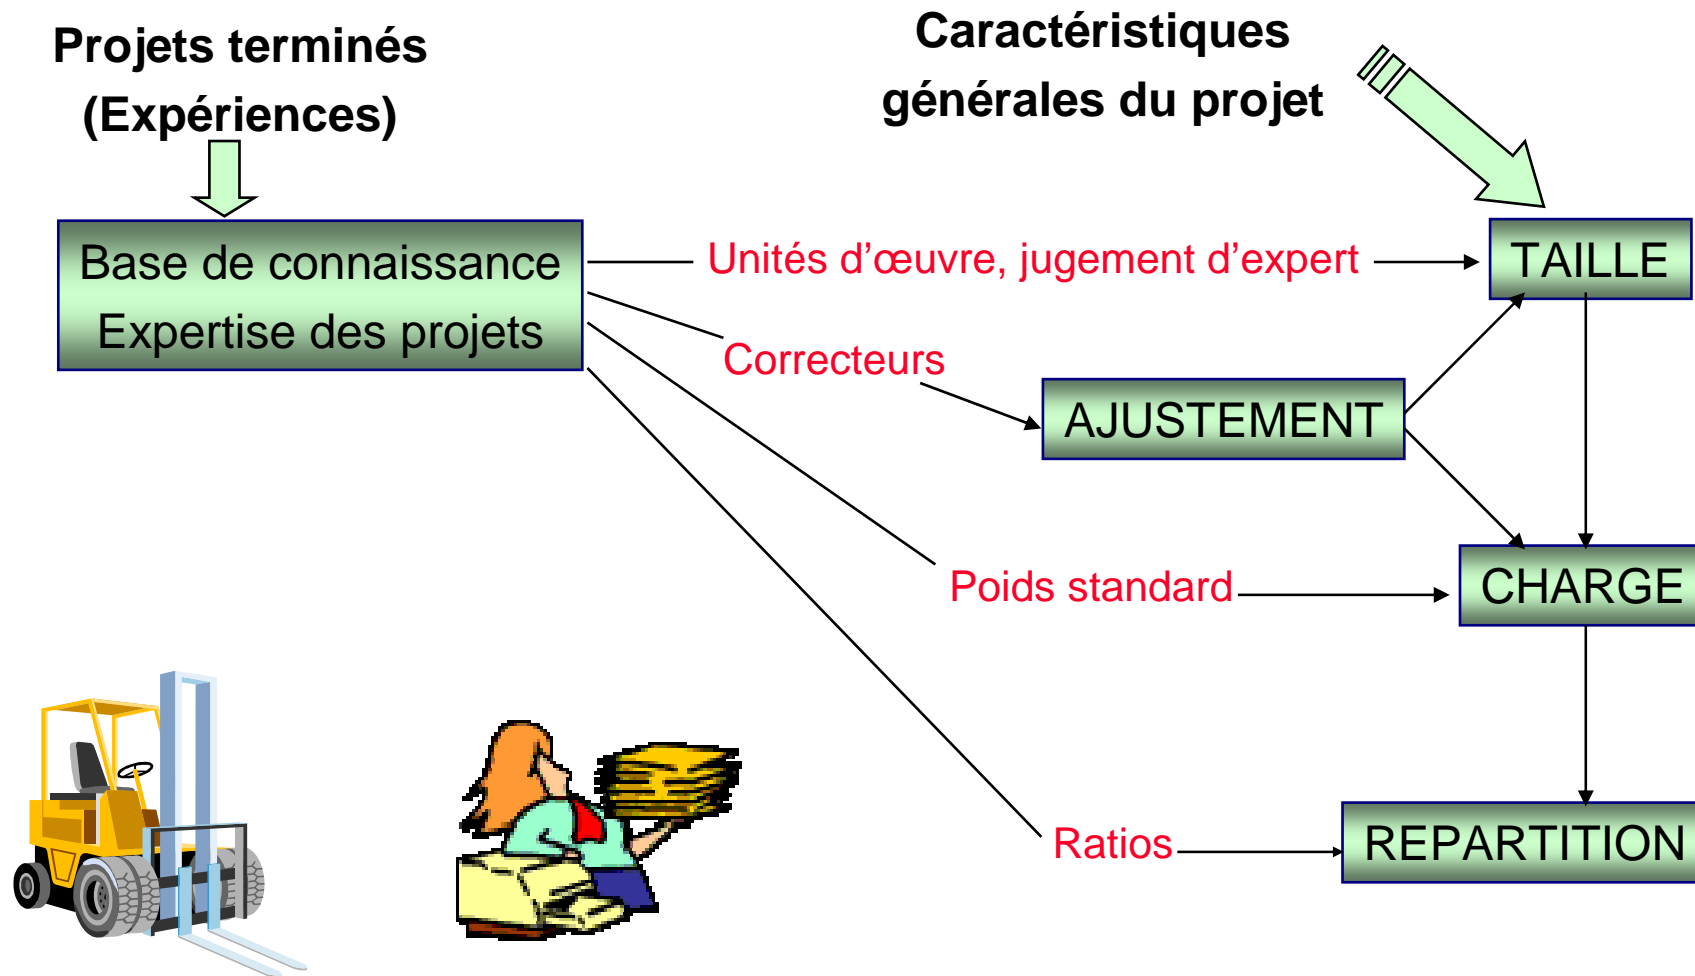 Projets terminés
(Expériences)
Caractéristiques
générales du projet
Base de connaissance
Expertise des projets
Unités d’œuvre, jugement d’expert
TAILLE
Correcteurs
AJUSTEMENT
Poids standard
CHARGE
Ratios
REPARTITION